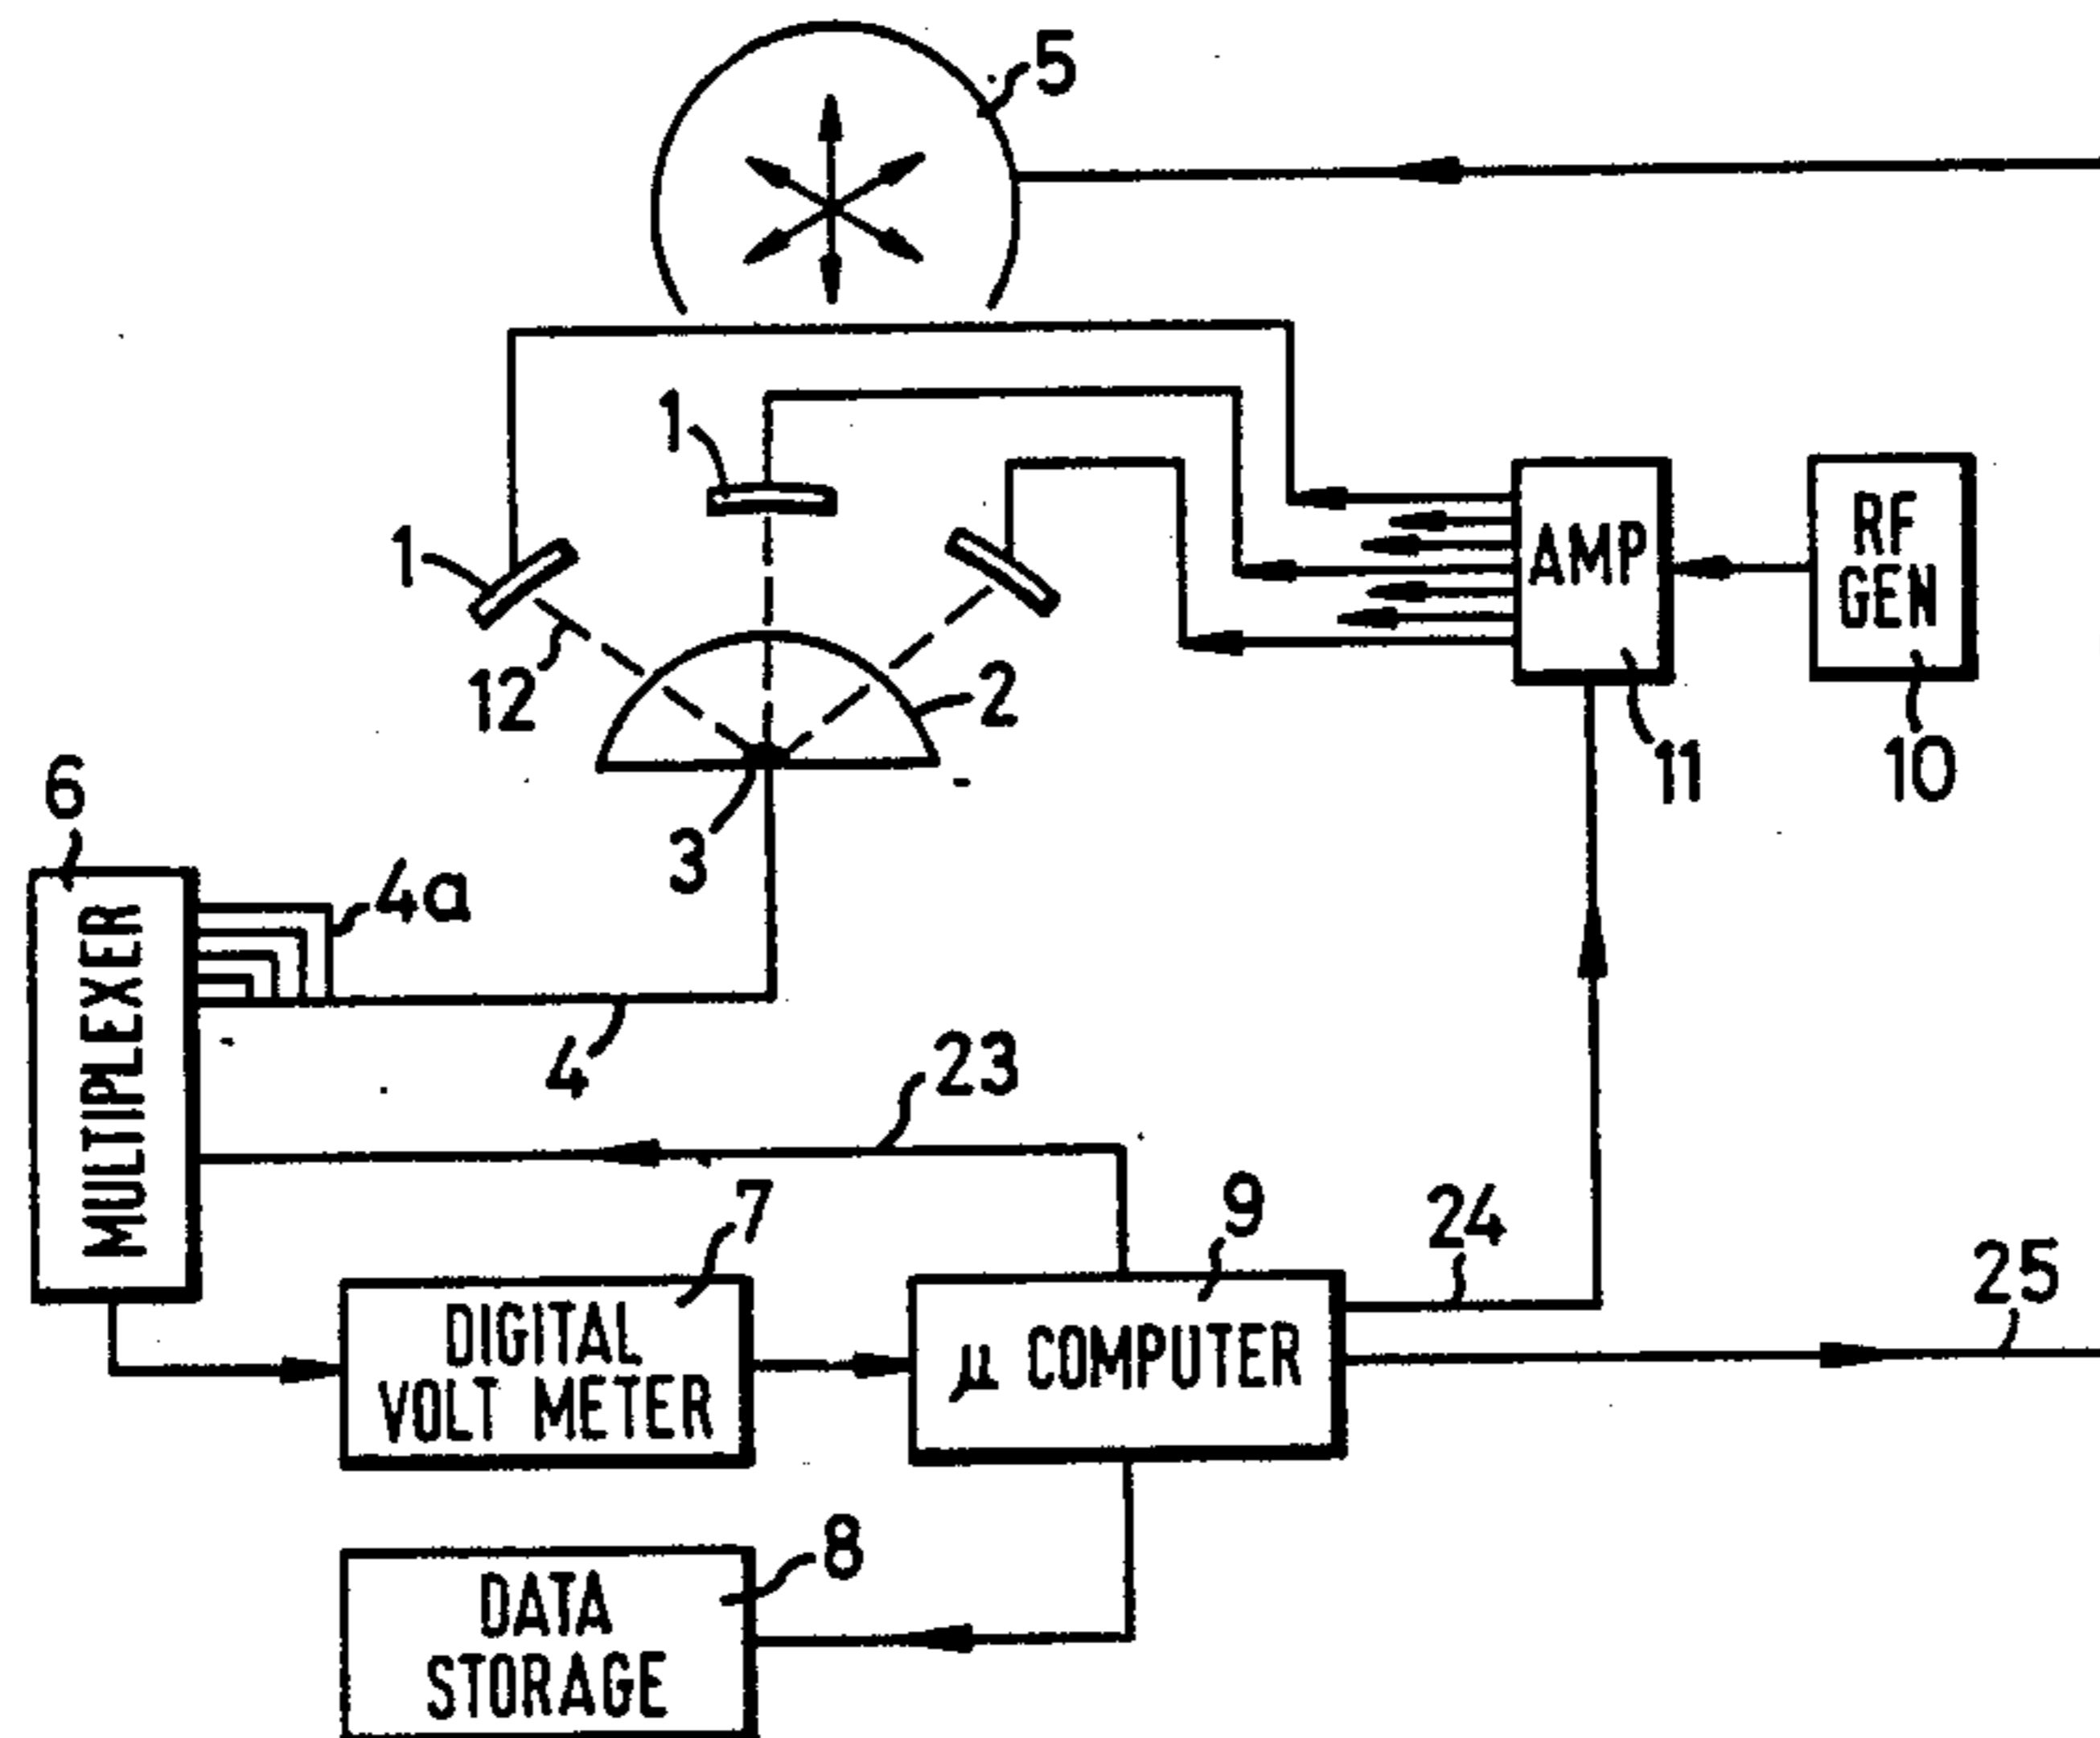 5
1
1
12
2
3
AMP
RF
GEN
11
10
6
4a
MULTIPLEXER
4
23
7
9
24
25
DIGITAL
VOLT METER
μ COMPUTER
8
DATA
STORAGE